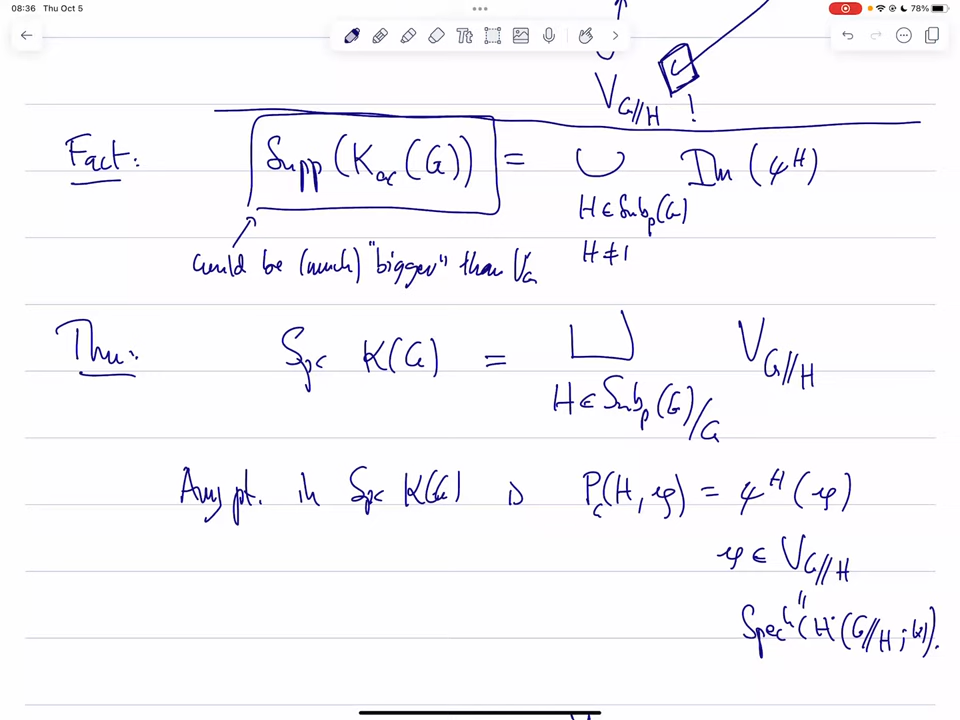 08:36 Thu Oct 5
78%
V_{G//H} !
Fact: Supp(K_{ac}(G)) = ∪_{H ∈ Sub_p(G), H ≠ 1} Im(ψ^H)
could be (much) "bigger" than V_G
Thm: Spc K(G) = ⊔_{H ∈ Sub_p(G)/G} V_{G//H}
Any pt. in Spc K(G) is P_G(H, 𝔭) = ψ^H(𝔭)
𝔭 ∈ V_{G//H}
"
Spec^h(H^•(G//H; k)).